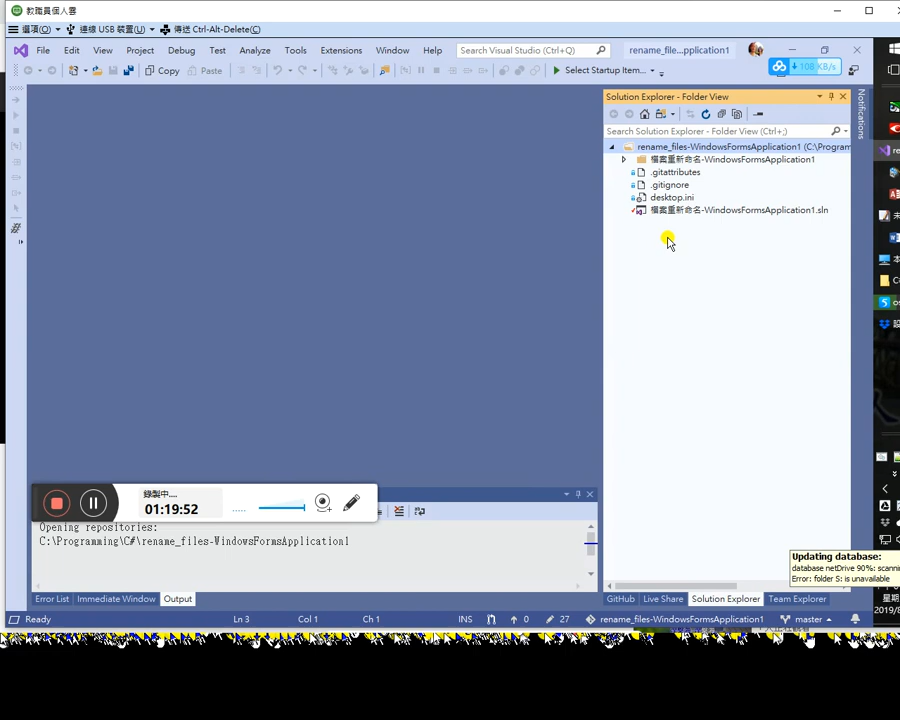 教職員個人雲
選項(O) 連線 USB 裝置(U) 傳送 Ctrl-Alt-Delete(C)
File Edit View Project Debug Test Analyze Tools Extensions Window Help Search Visual Studio (Ctrl+Q) rename_file...pplication1
Copy Paste Select Startup Item... 108 KB/s
Solution Explorer - Folder View
Notifications
Search Solution Explorer - Folder View (Ctrl+;)
rename_files-WindowsFormsApplication1 (C:\Program
檔案重新命名-WindowsFormsApplication1
.gitattributes
.gitignore
desktop.ini
檔案重新命名-WindowsFormsApplication1.sln
錄製中....
01:19:52
Opening repositories:
C:\Programming\C#\rename_files-WindowsFormsApplication1
Updating database:
database netDrive 90%: scannin
Error: folder S: is unavailable
Error List Immediate Window Output GitHub Live Share Solution Explorer Team Explorer
星期
2019/8
Ready Ln 3 Col 1 Ch 1 INS 0 27 rename_files-WindowsFormsApplication1 master